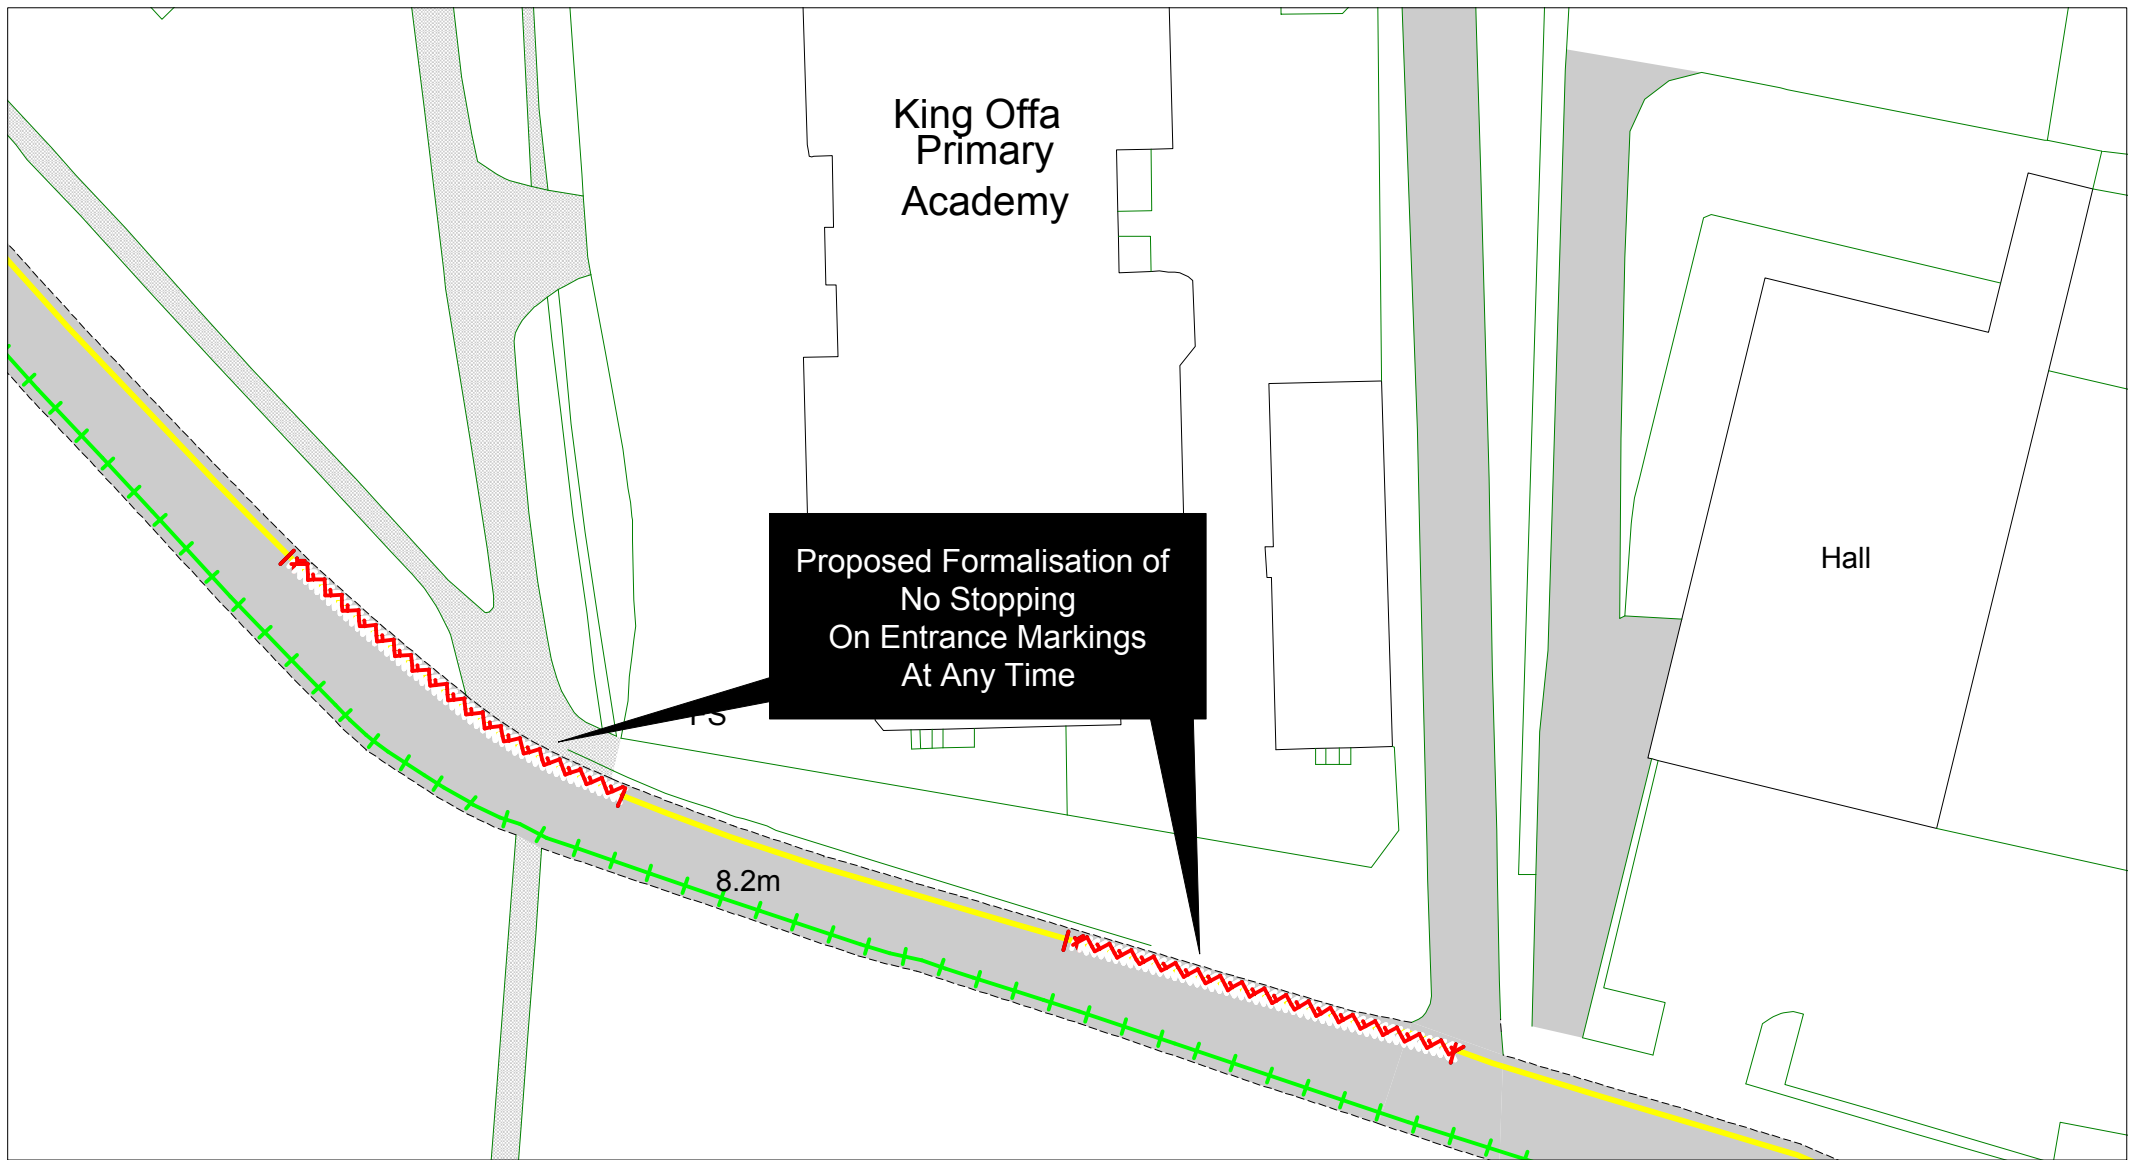 King Offa
Primary
Academy
Proposed Formalisation of
No Stopping
On Entrance Markings
At Any Time
Hall
8.2m